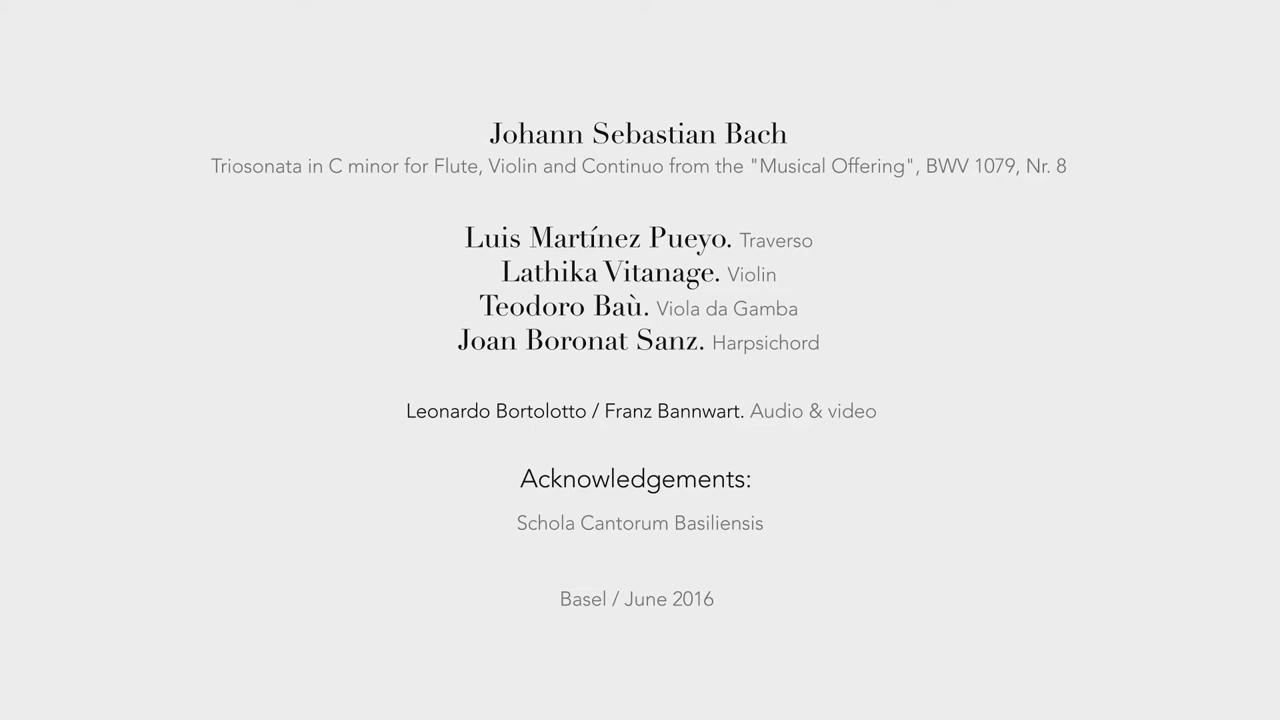 Johann Sebastian Bach
Triosonata in C minor for Flute, Violin and Continuo from the "Musical Offering", BWV 1079, Nr. 8
Luis Martínez Pueyo. Traverso
Lathika Vitanage. Violin
Teodoro Baù. Viola da Gamba
Joan Boronat Sanz. Harpsichord
Leonardo Bortolotto / Franz Bannwart. Audio & video
Acknowledgements:
Schola Cantorum Basiliensis
Basel / June 2016